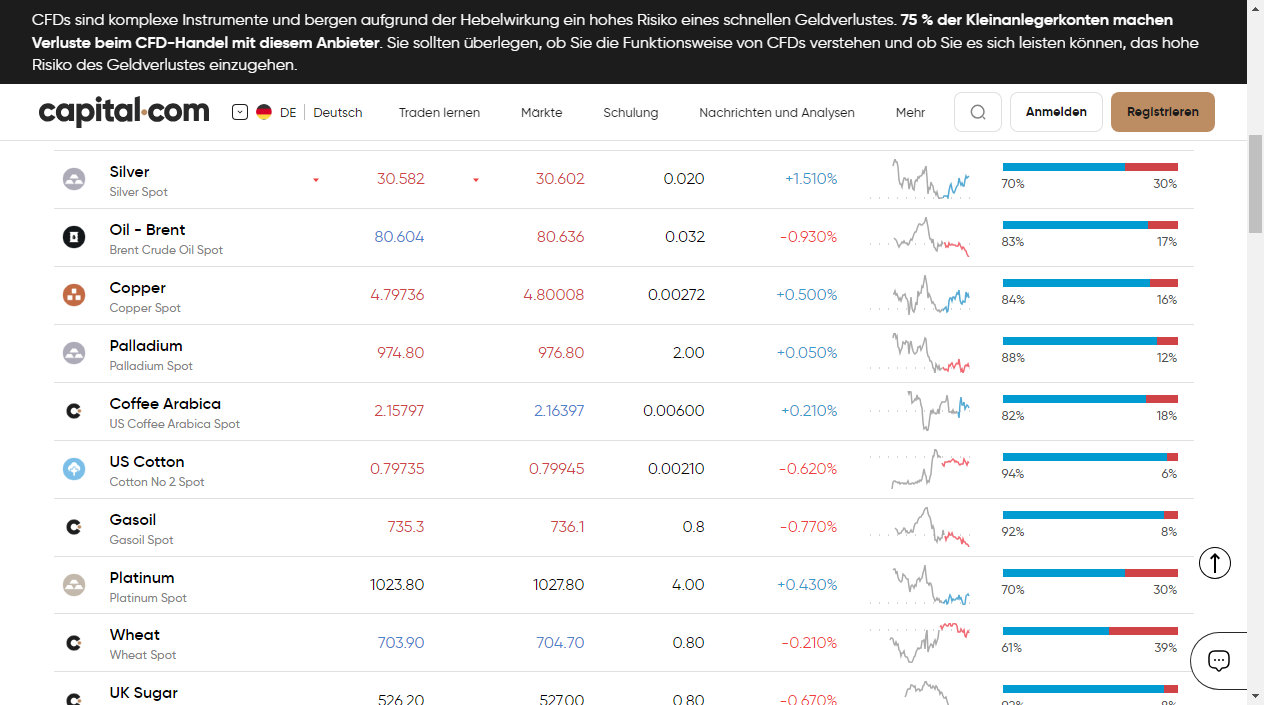 CFDs sind komplexe Instrumente und bergen aufgrund der Hebelwirkung ein hohes Risiko eines schnellen Geldverlustes. 75 % der Kleinanlegerkonten machen
Verluste beim CFD-Handel mit diesem Anbieter. Sie sollten überlegen, ob Sie die Funktionsweise von CFDs verstehen und ob Sie es sich leisten können, das hohe
Risiko des Geldverlustes einzugehen.
capital.com DE Deutsch Traden lernen Märkte Schulung Nachrichten und Analysen Mehr Anmelden Registrieren
Silver 30.582 30.602 0.020 +1.510%
Silver Spot 70% 30%
Oil - Brent 80.604 80.636 0.032 -0.930%
Brent Crude Oil Spot 83% 17%
Copper 4.79736 4.80008 0.00272 +0.500%
Copper Spot 84% 16%
Palladium 974.80 976.80 2.00 +0.050%
Palladium Spot 88% 12%
Coffee Arabica 2.15797 2.16397 0.00600 +0.210%
US Coffee Arabica Spot 82% 18%
US Cotton 0.79735 0.79945 0.00210 -0.620%
Cotton No 2 Spot 94% 6%
Gasoil 735.3 736.1 0.8 -0.770%
Gasoil Spot 92% 8%
Platinum 1023.80 1027.80 4.00 +0.430%
Platinum Spot 70% 30%
Wheat 703.90 704.70 0.80 -0.210%
Wheat Spot 61% 39%
UK Sugar 526.20 527.00 0.80 -0.670%